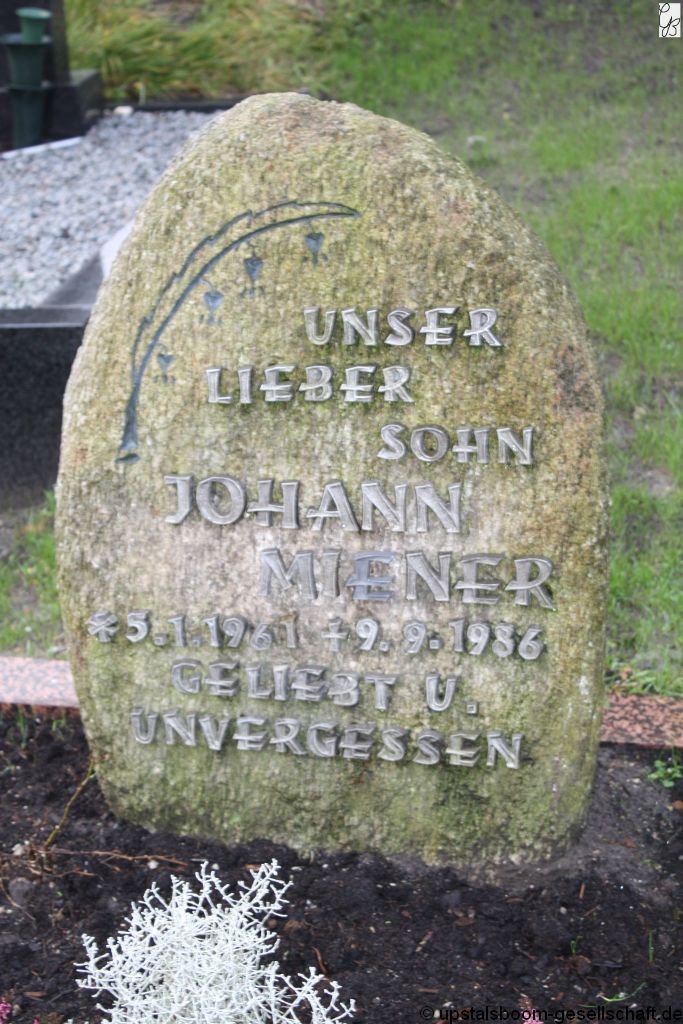 UNSER
LIEBER
SOHN
JOHANN
MIENER
* 5.1.1961 + 9.9.1986
GELIEBT U.
UNVERGESSEN
© upstalsboom-gesellschaft.de